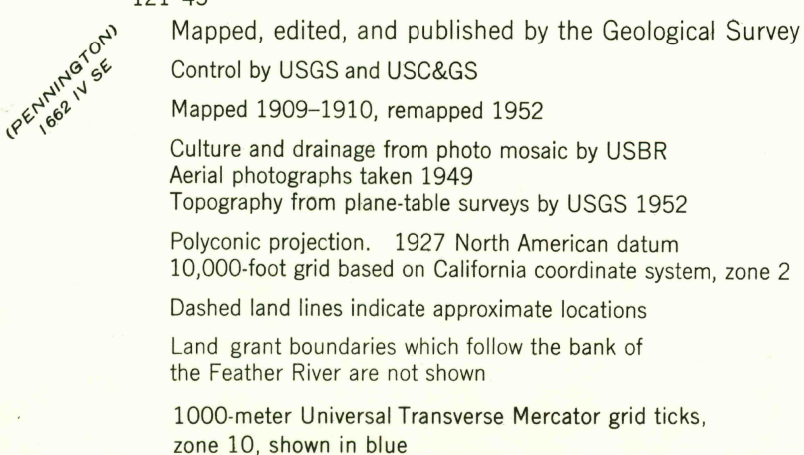 (PENNINGTON)
1662 IV SE
Mapped, edited, and published by the Geological Survey
Control by USGS and USC&GS
Mapped 1909–1910, remapped 1952
Culture and drainage from photo mosaic by USBR
Aerial photographs taken 1949
Topography from plane-table surveys by USGS 1952
Polyconic projection. 1927 North American datum
10,000-foot grid based on California coordinate system, zone 2
Dashed land lines indicate approximate locations
Land grant boundaries which follow the bank of
the Feather River are not shown
1000-meter Universal Transverse Mercator grid ticks,
zone 10, shown in blue